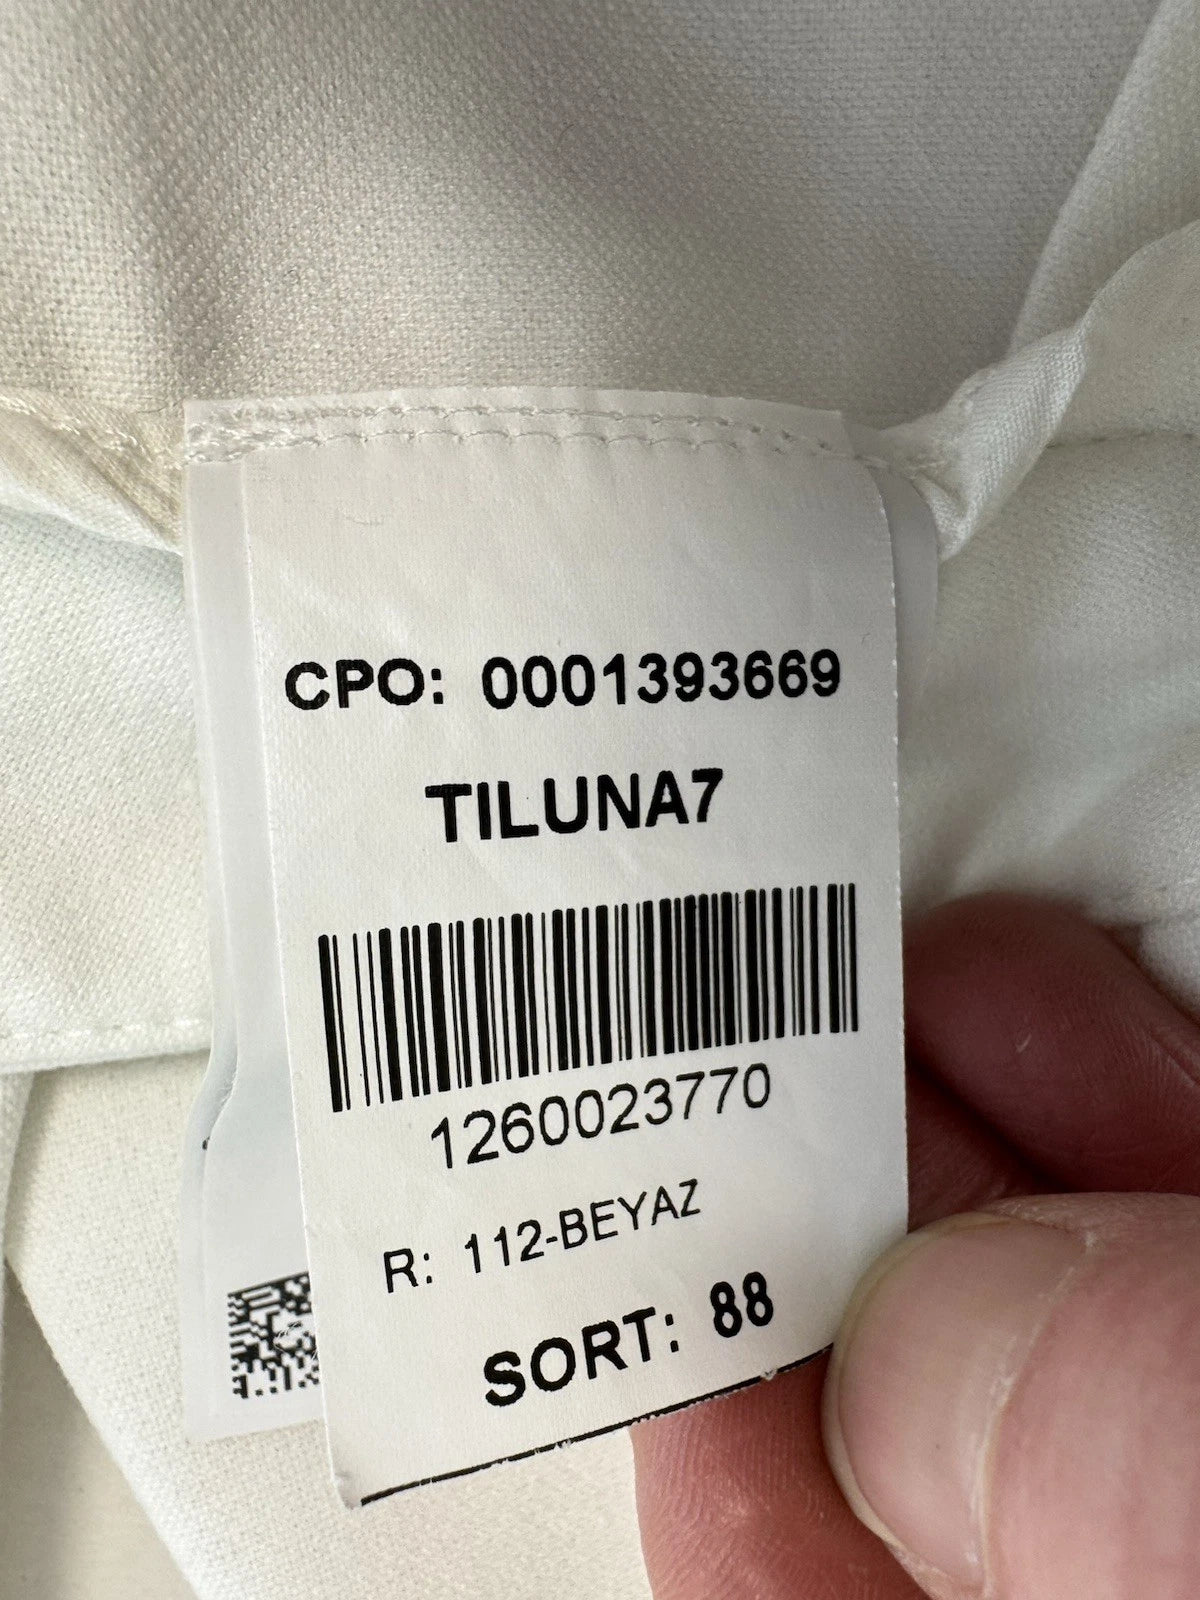 CPO: 0001393669
TILUNA7
1260023770
R: 112-BEYAZ
SORT: 88